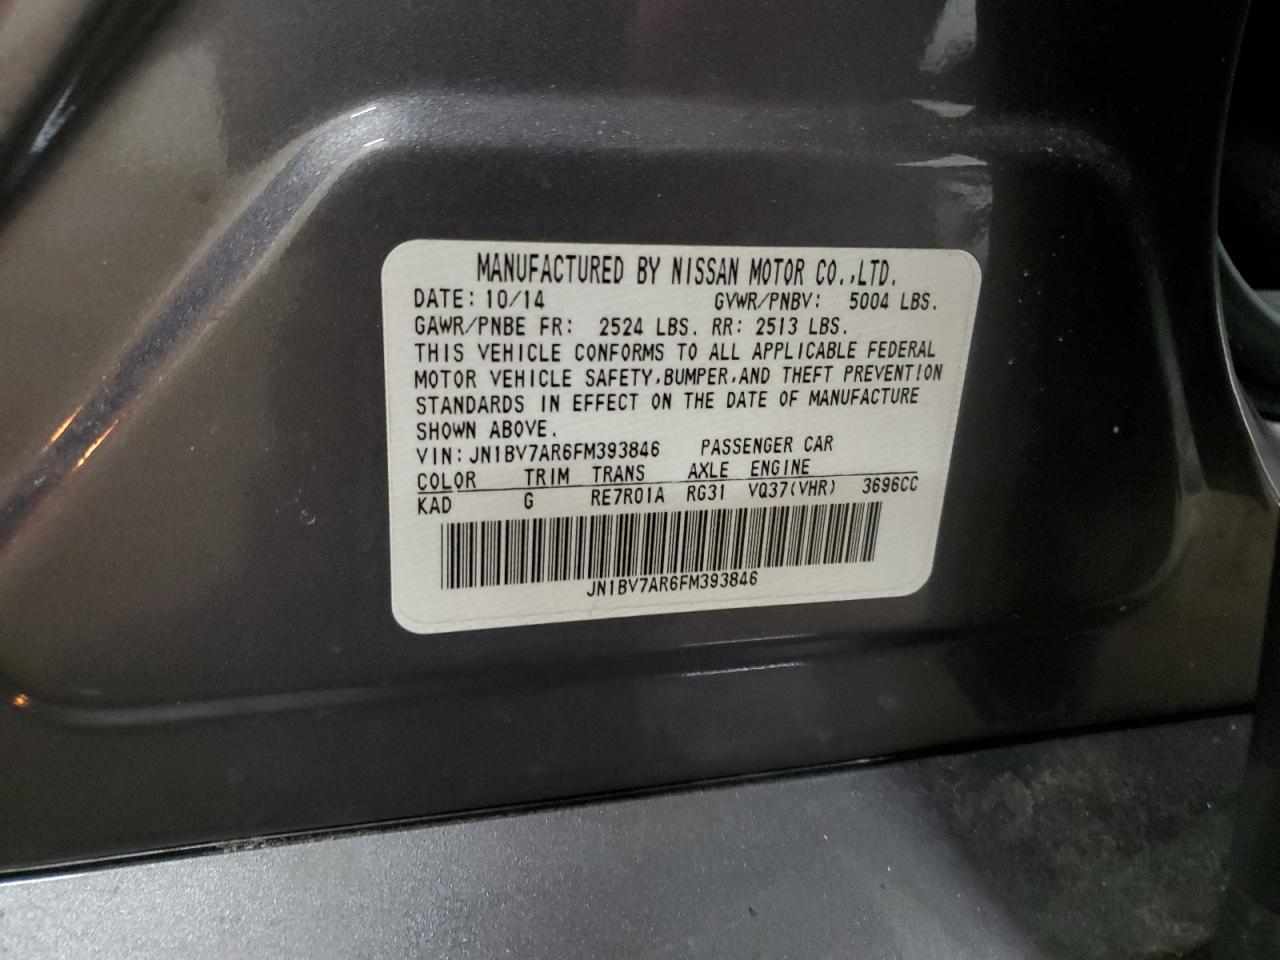 MANUFACTURED BY NISSAN MOTOR CO.,LTD.
DATE: 10/14 GVWR/PNBV: 5004 LBS.
GAWR/PNBE FR: 2524 LBS. RR: 2513 LBS.
THIS VEHICLE CONFORMS TO ALL APPLICABLE FEDERAL
MOTOR VEHICLE SAFETY,BUMPER,AND THEFT PREVENTION
STANDARDS IN EFFECT ON THE DATE OF MANUFACTURE
SHOWN ABOVE.
VIN: JN1BV7AR6FM393846 PASSENGER CAR
COLOR TRIM TRANS AXLE ENGINE
KAD G RE7R01A RG31 VQ37(VHR) 3696CC
JN1BV7AR6FM393846